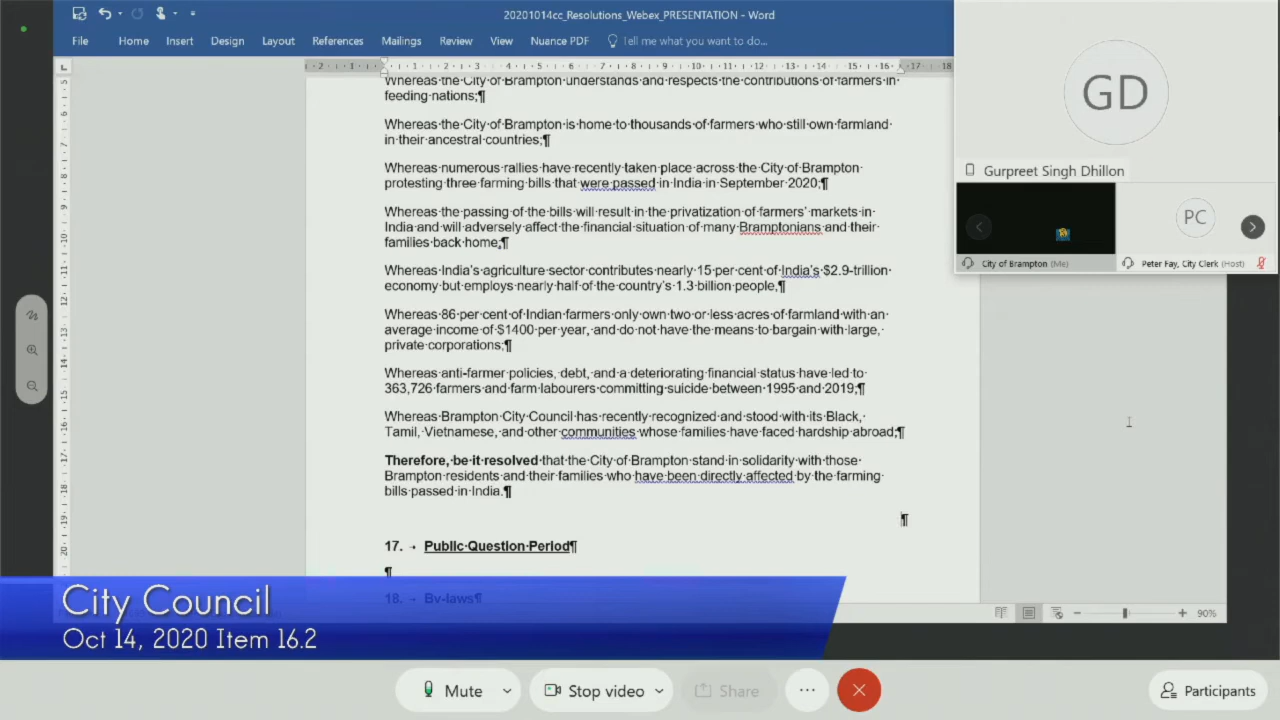 20201014cc_Resolutions_Webex_PRESENTATION - Word
File Home Insert Design Layout References Mailings Review View Nuance PDF Tell me what you want to do...
Whereas·the·City·of·Brampton·understands·and·respects·the·contributions·of·farmers·in·
feeding·nations;¶
Whereas·the·City·of·Brampton·is·home·to·thousands·of·farmers·who·still·own·farmland·
in·their·ancestral·countries;¶
Whereas·numerous·rallies·have·recently·taken·place·across·the·City·of·Brampton·
protesting·three·farming·bills·that·were·passed·in·India·in·September·2020;¶
Whereas·the·passing·of·the·bills·will·result·in·the·privatization·of·farmers'·markets·in·
India·and·will·adversely·affect·the·financial·situation·of·many·Bramptonians·and·their·
families·back·home;¶
Whereas·India's·agriculture·sector·contributes·nearly·15·per·cent·of·India's·$2.9-trillion·
economy·but·employs·nearly·half·of·the·country's·1.3·billion·people,¶
Whereas·86·per·cent·of·Indian·farmers·only·own·two·or·less·acres·of·farmland·with·an·
average·income·of·$1400·per·year,·and·do·not·have·the·means·to·bargain·with·large,·
private·corporations;¶
Whereas·anti-farmer·policies,·debt,·and·a·deteriorating·financial·status·have·led·to·
363,726·farmers·and·farm·labourers·committing·suicide·between·1995·and·2019;¶
Whereas·Brampton·City·Council·has·recently·recognized·and·stood·with·its·Black,·
Tamil,·Vietnamese,·and·other·communities·whose·families·have·faced·hardship·abroad;¶
Therefore,·be·it·resolved·that·the·City·of·Brampton·stand·in·solidarity·with·those·
Brampton·residents·and·their·families·who·have·been·directly·affected·by·the·farming·
bills·passed·in·India.¶
¶
17.→Public·Question·Period¶
¶
18.→By-laws¶
90%
GD
Gurpreet Singh Dhillon
PC
City of Brampton (Me)
Peter Fay, City Clerk (Host)
City Council
Oct 14, 2020 Item 16.2
Mute
Stop video
Share
Participants